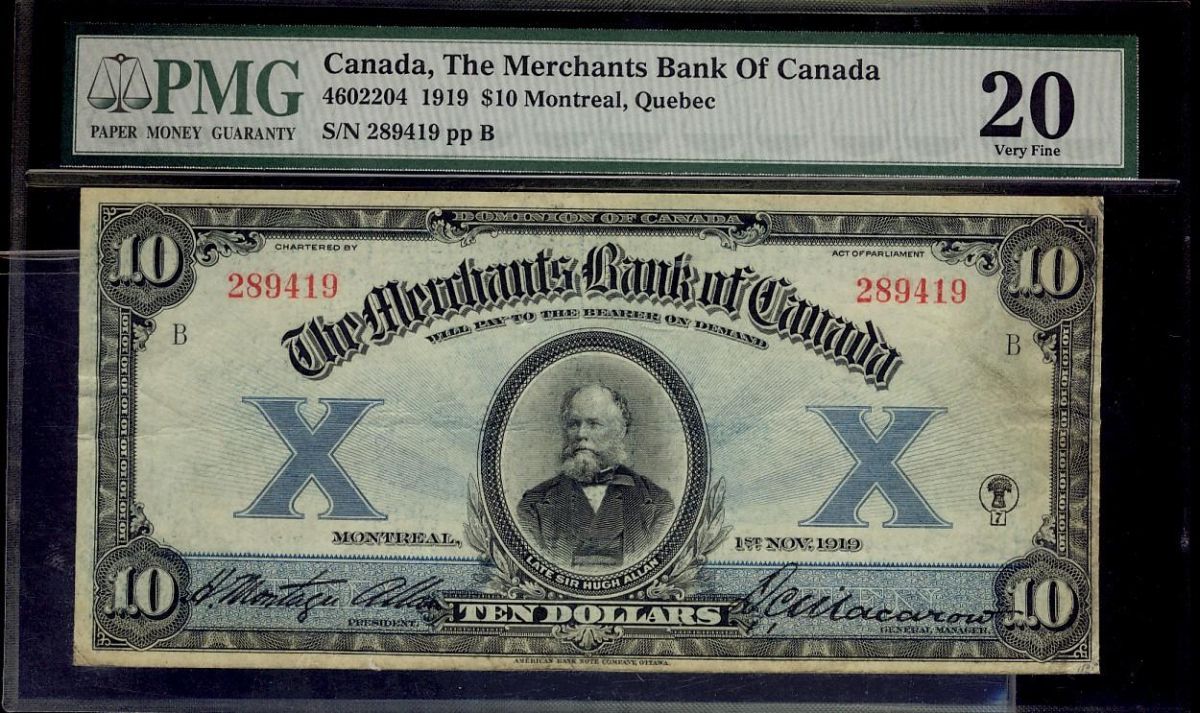 PMG
PAPER MONEY GUARANTY
Canada, The Merchants Bank Of Canada
4602204 1919 $10 Montreal, Quebec
S/N 289419 pp B
20
Very Fine
DOMINION OF CANADA
10
10
CHARTERED BY
ACT OF PARLIAMENT
289419
289419
The Merchants Bank of Canada
WILL PAY TO THE BEARER ON DEMAND
B
B
X
X
7
MONTREAL,
1ST NOV. 1919
LATE SIR HUGH ALLAN
10
10
H. Montagu Allan
D. C. Macarow
PRESIDENT.
TEN DOLLARS
GENERAL MANAGER.
AMERICAN BANK NOTE COMPANY, OTTAWA.